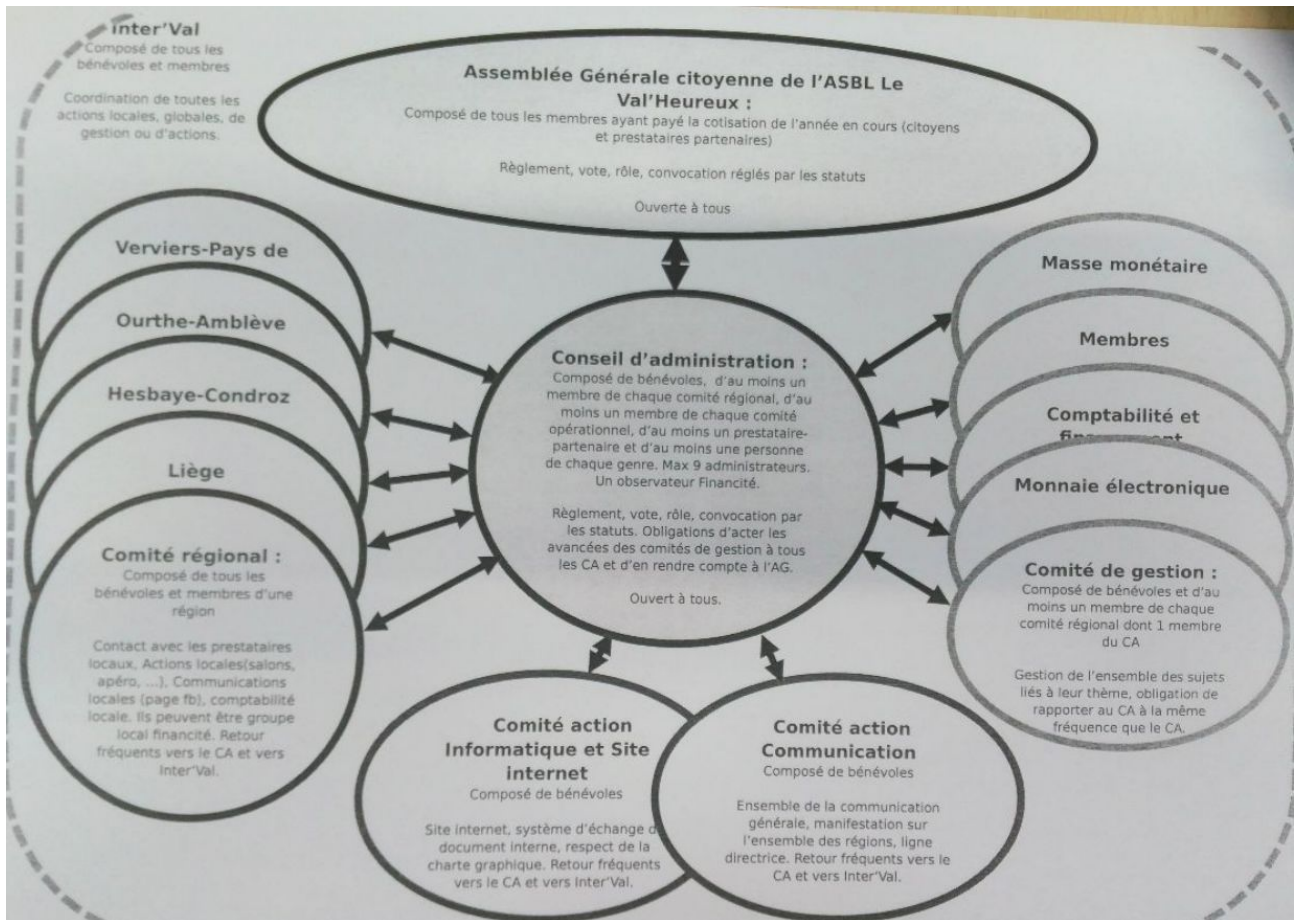 inter'Val
Composé de tous les
bénévoles et membres
Coordination de toutes les
actions locales, globales, de
gestion ou d'actions.
Assemblée Générale citoyenne de l'ASBL Le
Val'Heureux :
Composé de tous les membres ayant payé la cotisation de l'année en cours (citoyens
et prestataires partenaires)
Règlement, vote, rôle, convocation réglés par les statuts
Ouverte à tous
Verviers-Pays de
Ourthe-Amblève
Hesbaye-Condroz
Liège
Comité régional :
Composé de tous les
bénévoles et membres d'une
région
Contact avec les prestataires
locaux, Actions locales(salons,
apéro, ...), Communications
locales (page fb), comptabilité
locale. Ils peuvent être groupe
local financité. Retour
fréquents vers le CA et vers
Inter'Val.
Conseil d'administration :
Composé de bénévoles, d'au moins un
membre de chaque comité régional, d'au
moins un membre de chaque comité
opérationnel, d'au moins un prestataire-
partenaire et d'au moins une personne
de chaque genre. Max 9 administrateurs.
Un observateur Financité.
Règlement, vote, rôle, convocation par
les statuts. Obligations d'acter les
avancées des comités de gestion à tous
les CA et d'en rendre compte à l'AG.
Ouvert à tous.
Masse monétaire
Membres
Comptabilité et
Monnaie électronique
Comité de gestion :
Composé de bénévoles et d'au
moins un membre de chaque
comité régional dont 1 membre
du CA
Gestion de l'ensemble des sujets
liés à leur thème, obligation de
rapporter au CA à la même
fréquence que le CA.
Comité action
Informatique et Site
internet
Composé de bénévoles
Site internet, système d'échange
document interne, respect de la
charte graphique. Retour fréquents
vers le CA et vers Inter'Val.
Comité action
Communication
Composé de bénévoles
Ensemble de la communication
générale, manifestation sur
l'ensemble des régions, ligne
directrice. Retour fréquents vers le
CA et vers Inter'Val.